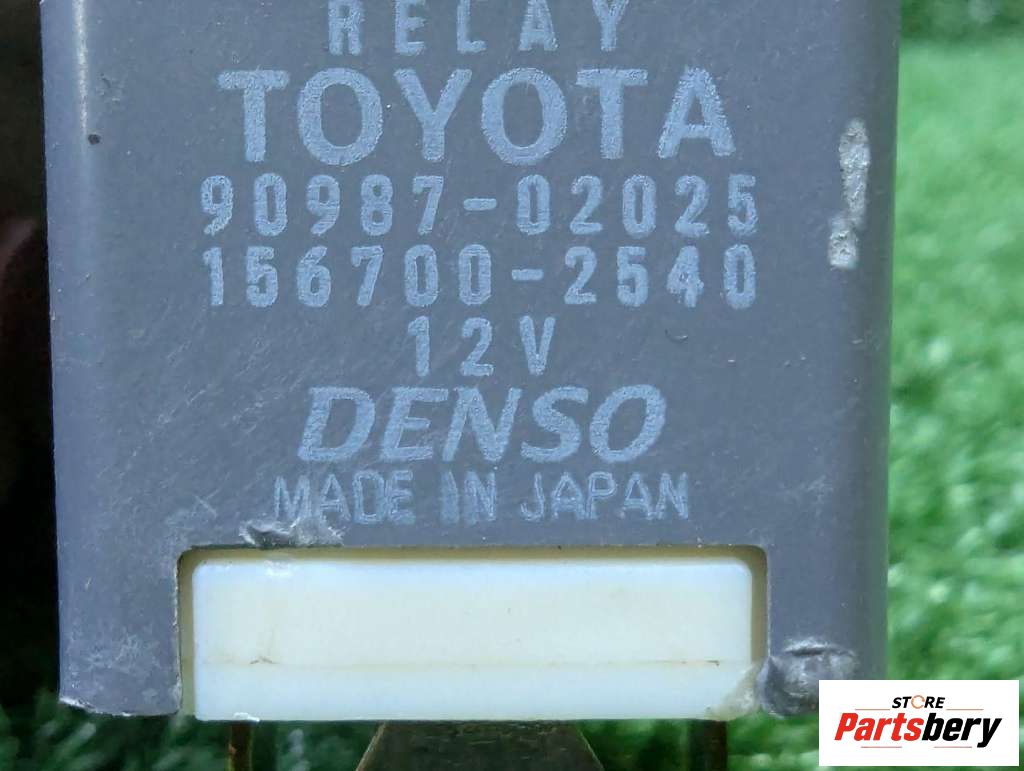 RELAY
TOYOTA
90987-02025
156700-2540
12V
DENSO
MADE IN JAPAN
STORE
Partsbery